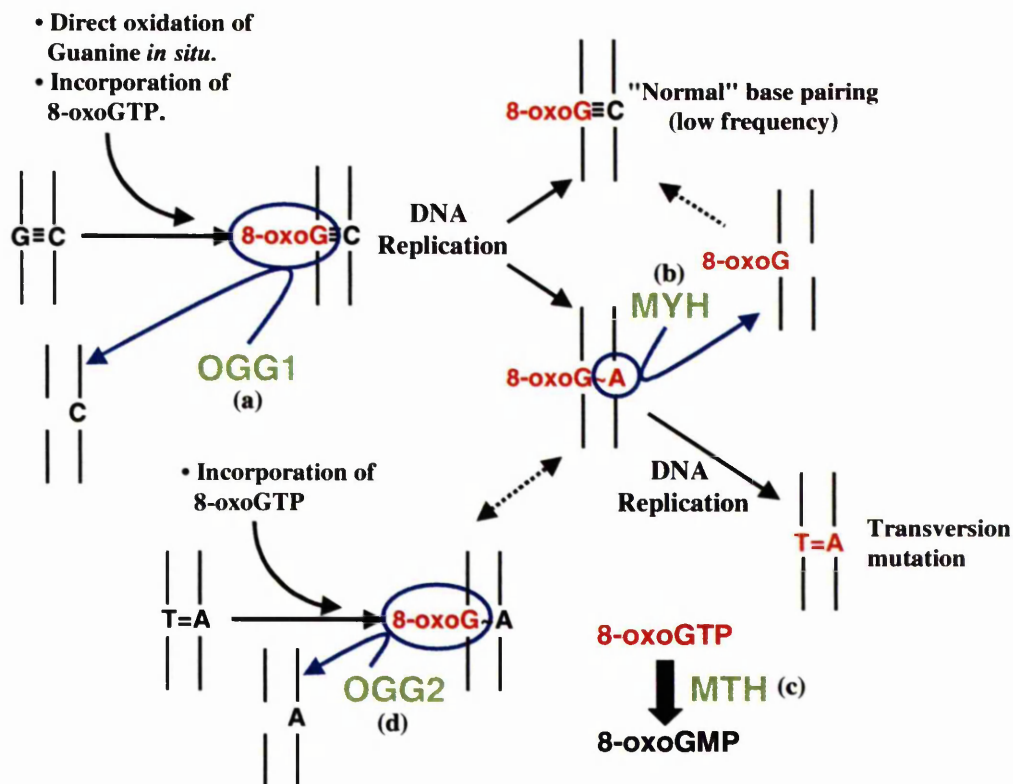 • Direct oxidation of
Guanine in situ.
• Incorporation of
8-oxoGTP.
G≡C
8-oxoG≡C
OGG1
(a)
C
DNA
Replication
8-oxoG≡C
"Normal" base pairing
(low frequency)
8-oxoG
(b)
MYH
8-oxoG~A
DNA
Replication
T=A
Transversion
mutation
• Incorporation of
8-oxoGTP
T=A
8-oxoG~A
OGG2
(d)
A
8-oxoGTP
MTH (c)
8-oxoGMP